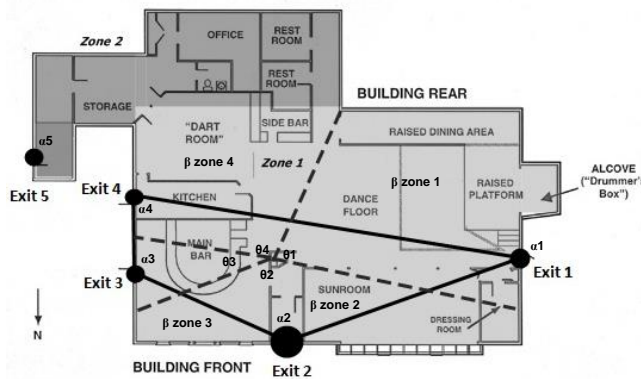 Zone 2
OFFICE
REST
ROOM
REST
ROOM
STORAGE
BUILDING REAR
SIDE BAR
RAISED DINING AREA
α5
"DART
ROOM"
Zone 1
β zone 4
β zone 1
ALCOVE
("Drummer's
Box")
Exit 5
Exit 4
KITCHEN
DANCE
FLOOR
RAISED
PLATFORM
α4
α1
MAIN
BAR
θ4
θ1
θ3
θ2
α3
Exit 1
Exit 3
SUNROOM
N
β zone 3
α2
β zone 2
DRESSING
ROOM
BUILDING FRONT
Exit 2